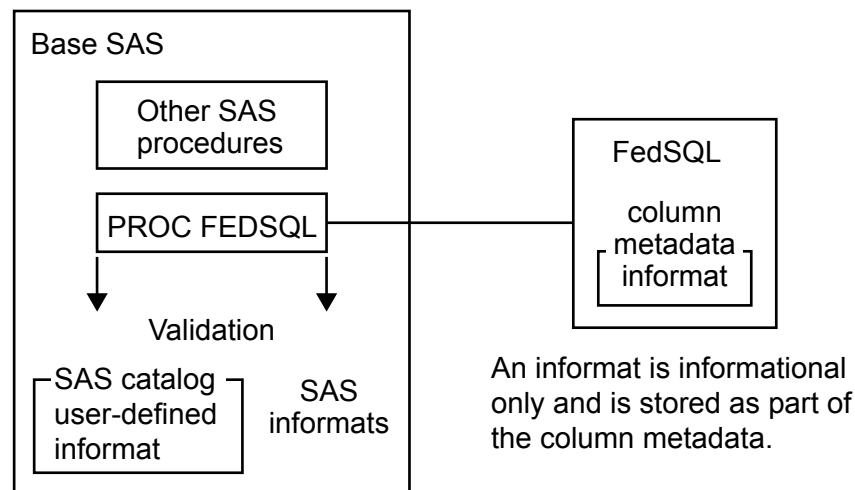 Base SAS
Other SAS
procedures
PROC FEDSQL
Validation
SAS catalog
user-defined
informat
SAS
informats
FedSQL
column
metadata
informat
An informat is informational
only and is stored as part of
the column metadata.